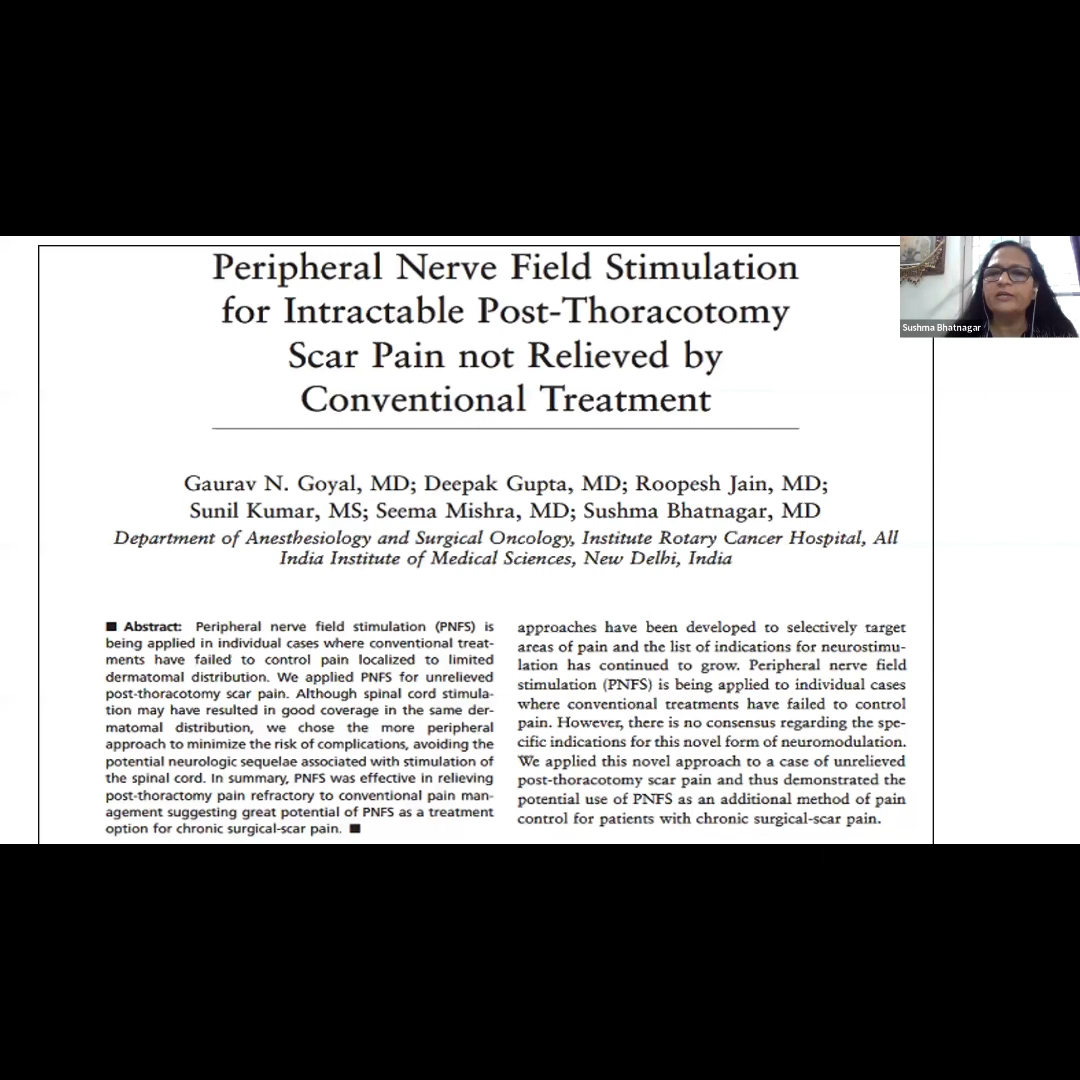 Peripheral Nerve Field Stimulation
for Intractable Post-Thoracotomy
Scar Pain not Relieved by
Conventional Treatment
Sushma Bhatnagar
Gaurav N. Goyal, MD; Deepak Gupta, MD; Roopesh Jain, MD;
Sunil Kumar, MS; Seema Mishra, MD; Sushma Bhatnagar, MD
Department of Anesthesiology and Surgical Oncology, Institute Rotary Cancer Hospital, All
India Institute of Medical Sciences, New Delhi, India
■ Abstract: Peripheral nerve field stimulation (PNFS) is
being applied in individual cases where conventional treat-
ments have failed to control pain localized to limited
dermatomal distribution. We applied PNFS for unrelieved
post-thoracotomy scar pain. Although spinal cord stimula-
tion may have resulted in good coverage in the same der-
matomal distribution, we chose the more peripheral
approach to minimize the risk of complications, avoiding the
potential neurologic sequelae associated with stimulation of
the spinal cord. In summary, PNFS was effective in relieving
post-thoractomy pain refractory to conventional pain man-
agement suggesting great potential of PNFS as a treatment
option for chronic surgical-scar pain. ■
approaches have been developed to selectively target
areas of pain and the list of indications for neurostimu-
lation has continued to grow. Peripheral nerve field
stimulation (PNFS) is being applied to individual cases
where conventional treatments have failed to control
pain. However, there is no consensus regarding the spe-
cific indications for this novel form of neuromodulation.
We applied this novel approach to a case of unrelieved
post-thoracotomy scar pain and thus demonstrated the
potential use of PNFS as an additional method of pain
control for patients with chronic surgical-scar pain.